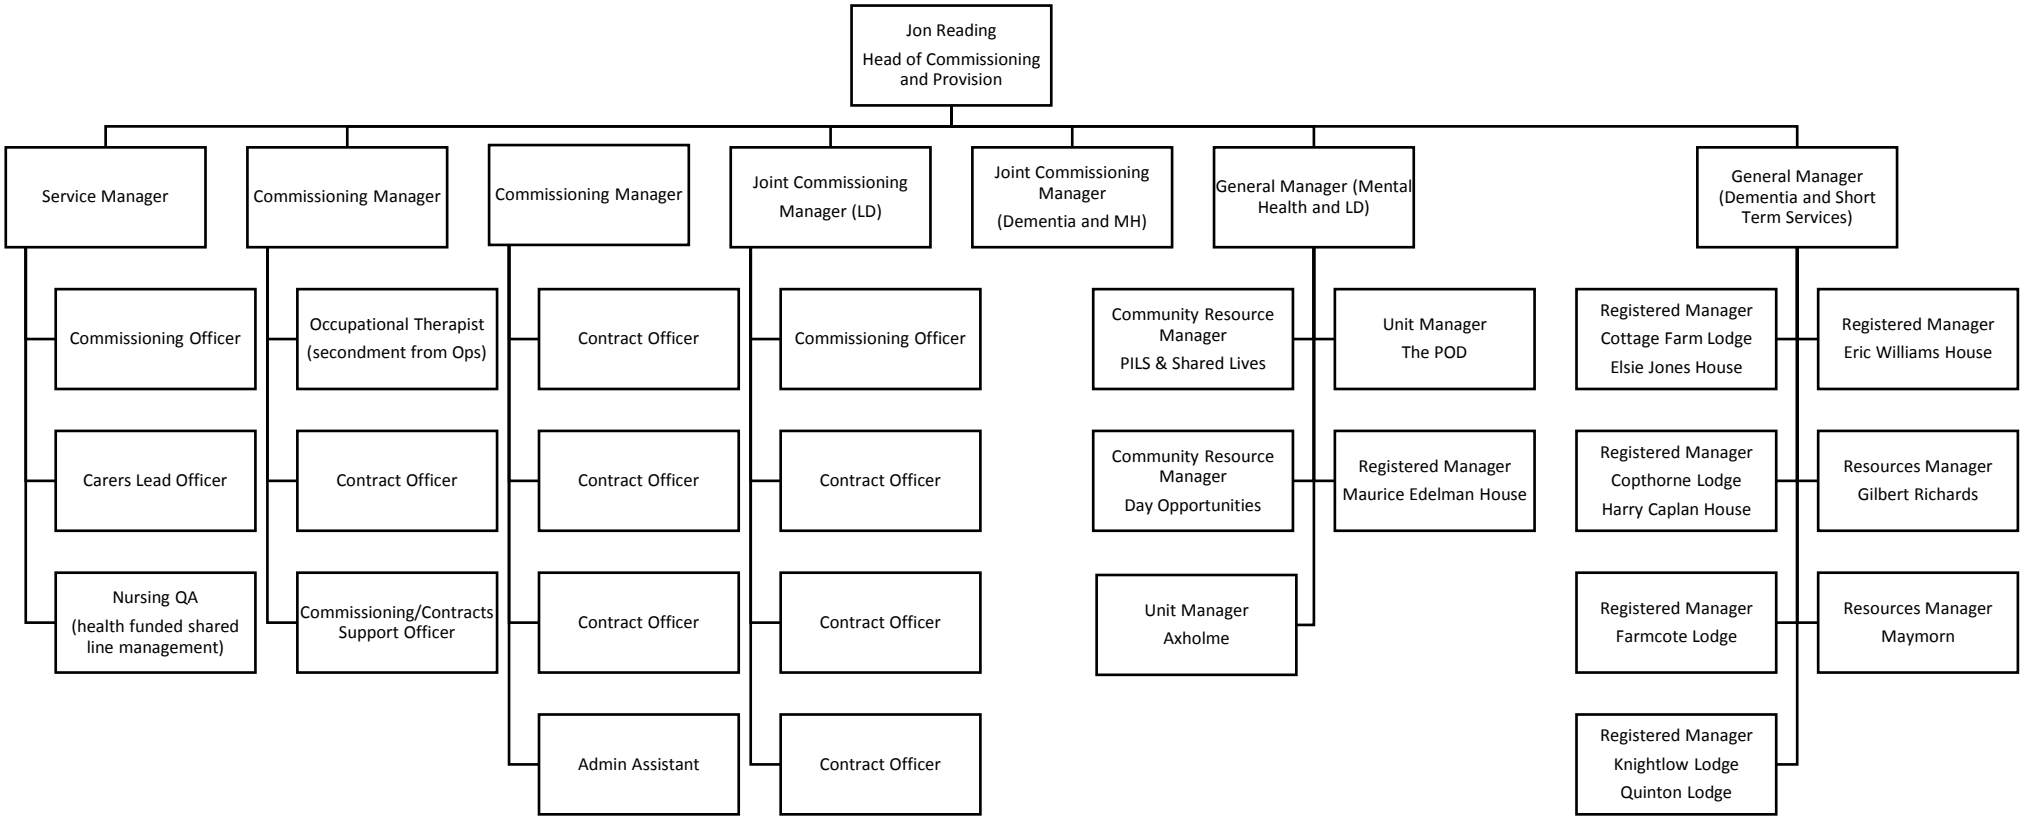 Jon Reading
Head of Commissioning
and Provision
Service Manager
Commissioning Manager
Commissioning Manager
Joint Commissioning
Manager (LD)
Joint Commissioning
Manager
(Dementia and MH)
General Manager (Mental
Health and LD)
General Manager
(Dementia and Short
Term Services)
Commissioning Officer
Carers Lead Officer
Nursing QA
(health funded shared
line management)
Occupational Therapist
(secondment from Ops)
Contract Officer
Commissioning/Contracts
Support Officer
Contract Officer
Contract Officer
Contract Officer
Admin Assistant
Commissioning Officer
Contract Officer
Contract Officer
Contract Officer
Community Resource
Manager
PILS & Shared Lives
Unit Manager
The POD
Community Resource
Manager
Day Opportunities
Registered Manager
Maurice Edelman House
Unit Manager
Axholme
Registered Manager
Cottage Farm Lodge
Elsie Jones House
Registered Manager
Eric Williams House
Registered Manager
Copthorne Lodge
Harry Caplan House
Resources Manager
Gilbert Richards
Registered Manager
Farmcote Lodge
Resources Manager
Maymorn
Registered Manager
Knightlow Lodge
Quinton Lodge